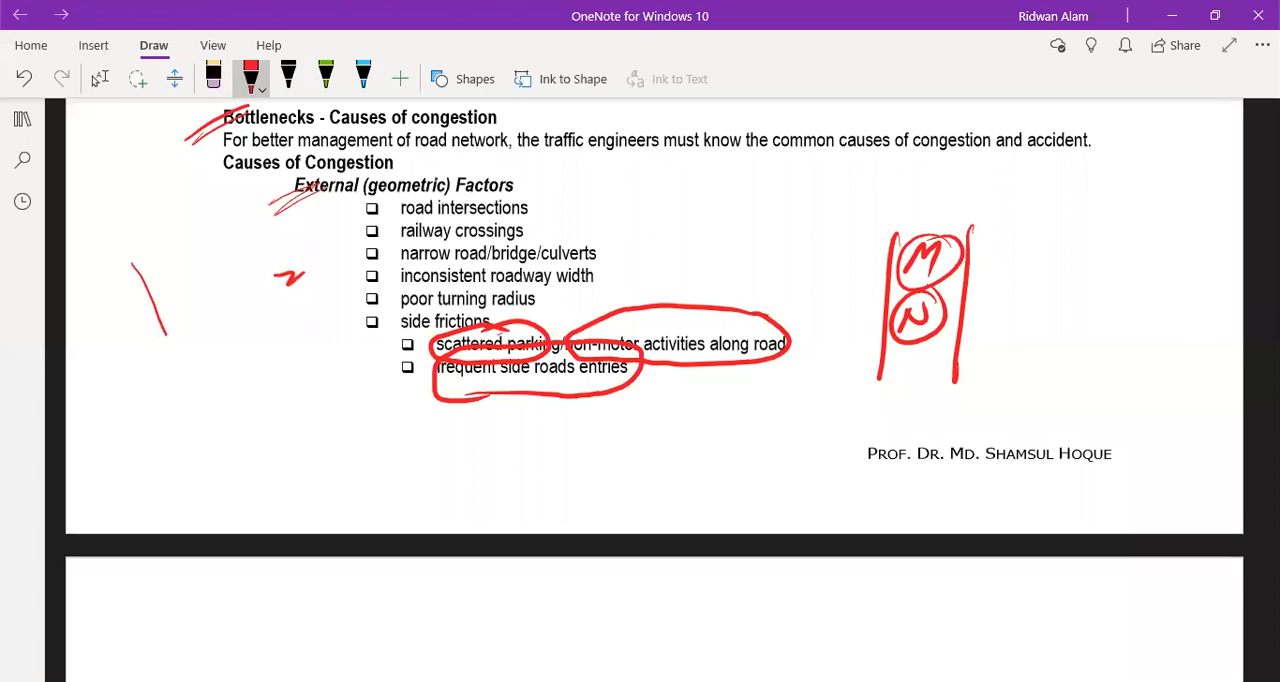 OneNote for Windows 10
Ridwan Alam
Home Insert Draw View Help
Share
Shapes
Ink to Shape
Ink to Text
Bottlenecks - Causes of congestion
For better management of road network, the traffic engineers must know the common causes of congestion and accident.
Causes of Congestion
External (geometric) Factors
road intersections
railway crossings
narrow road/bridge/culverts
inconsistent roadway width
poor turning radius
side frictions
scattered parking/non-motor activities along road
frequent side roads entries
M
N
PROF. DR. MD. SHAMSUL HOQUE